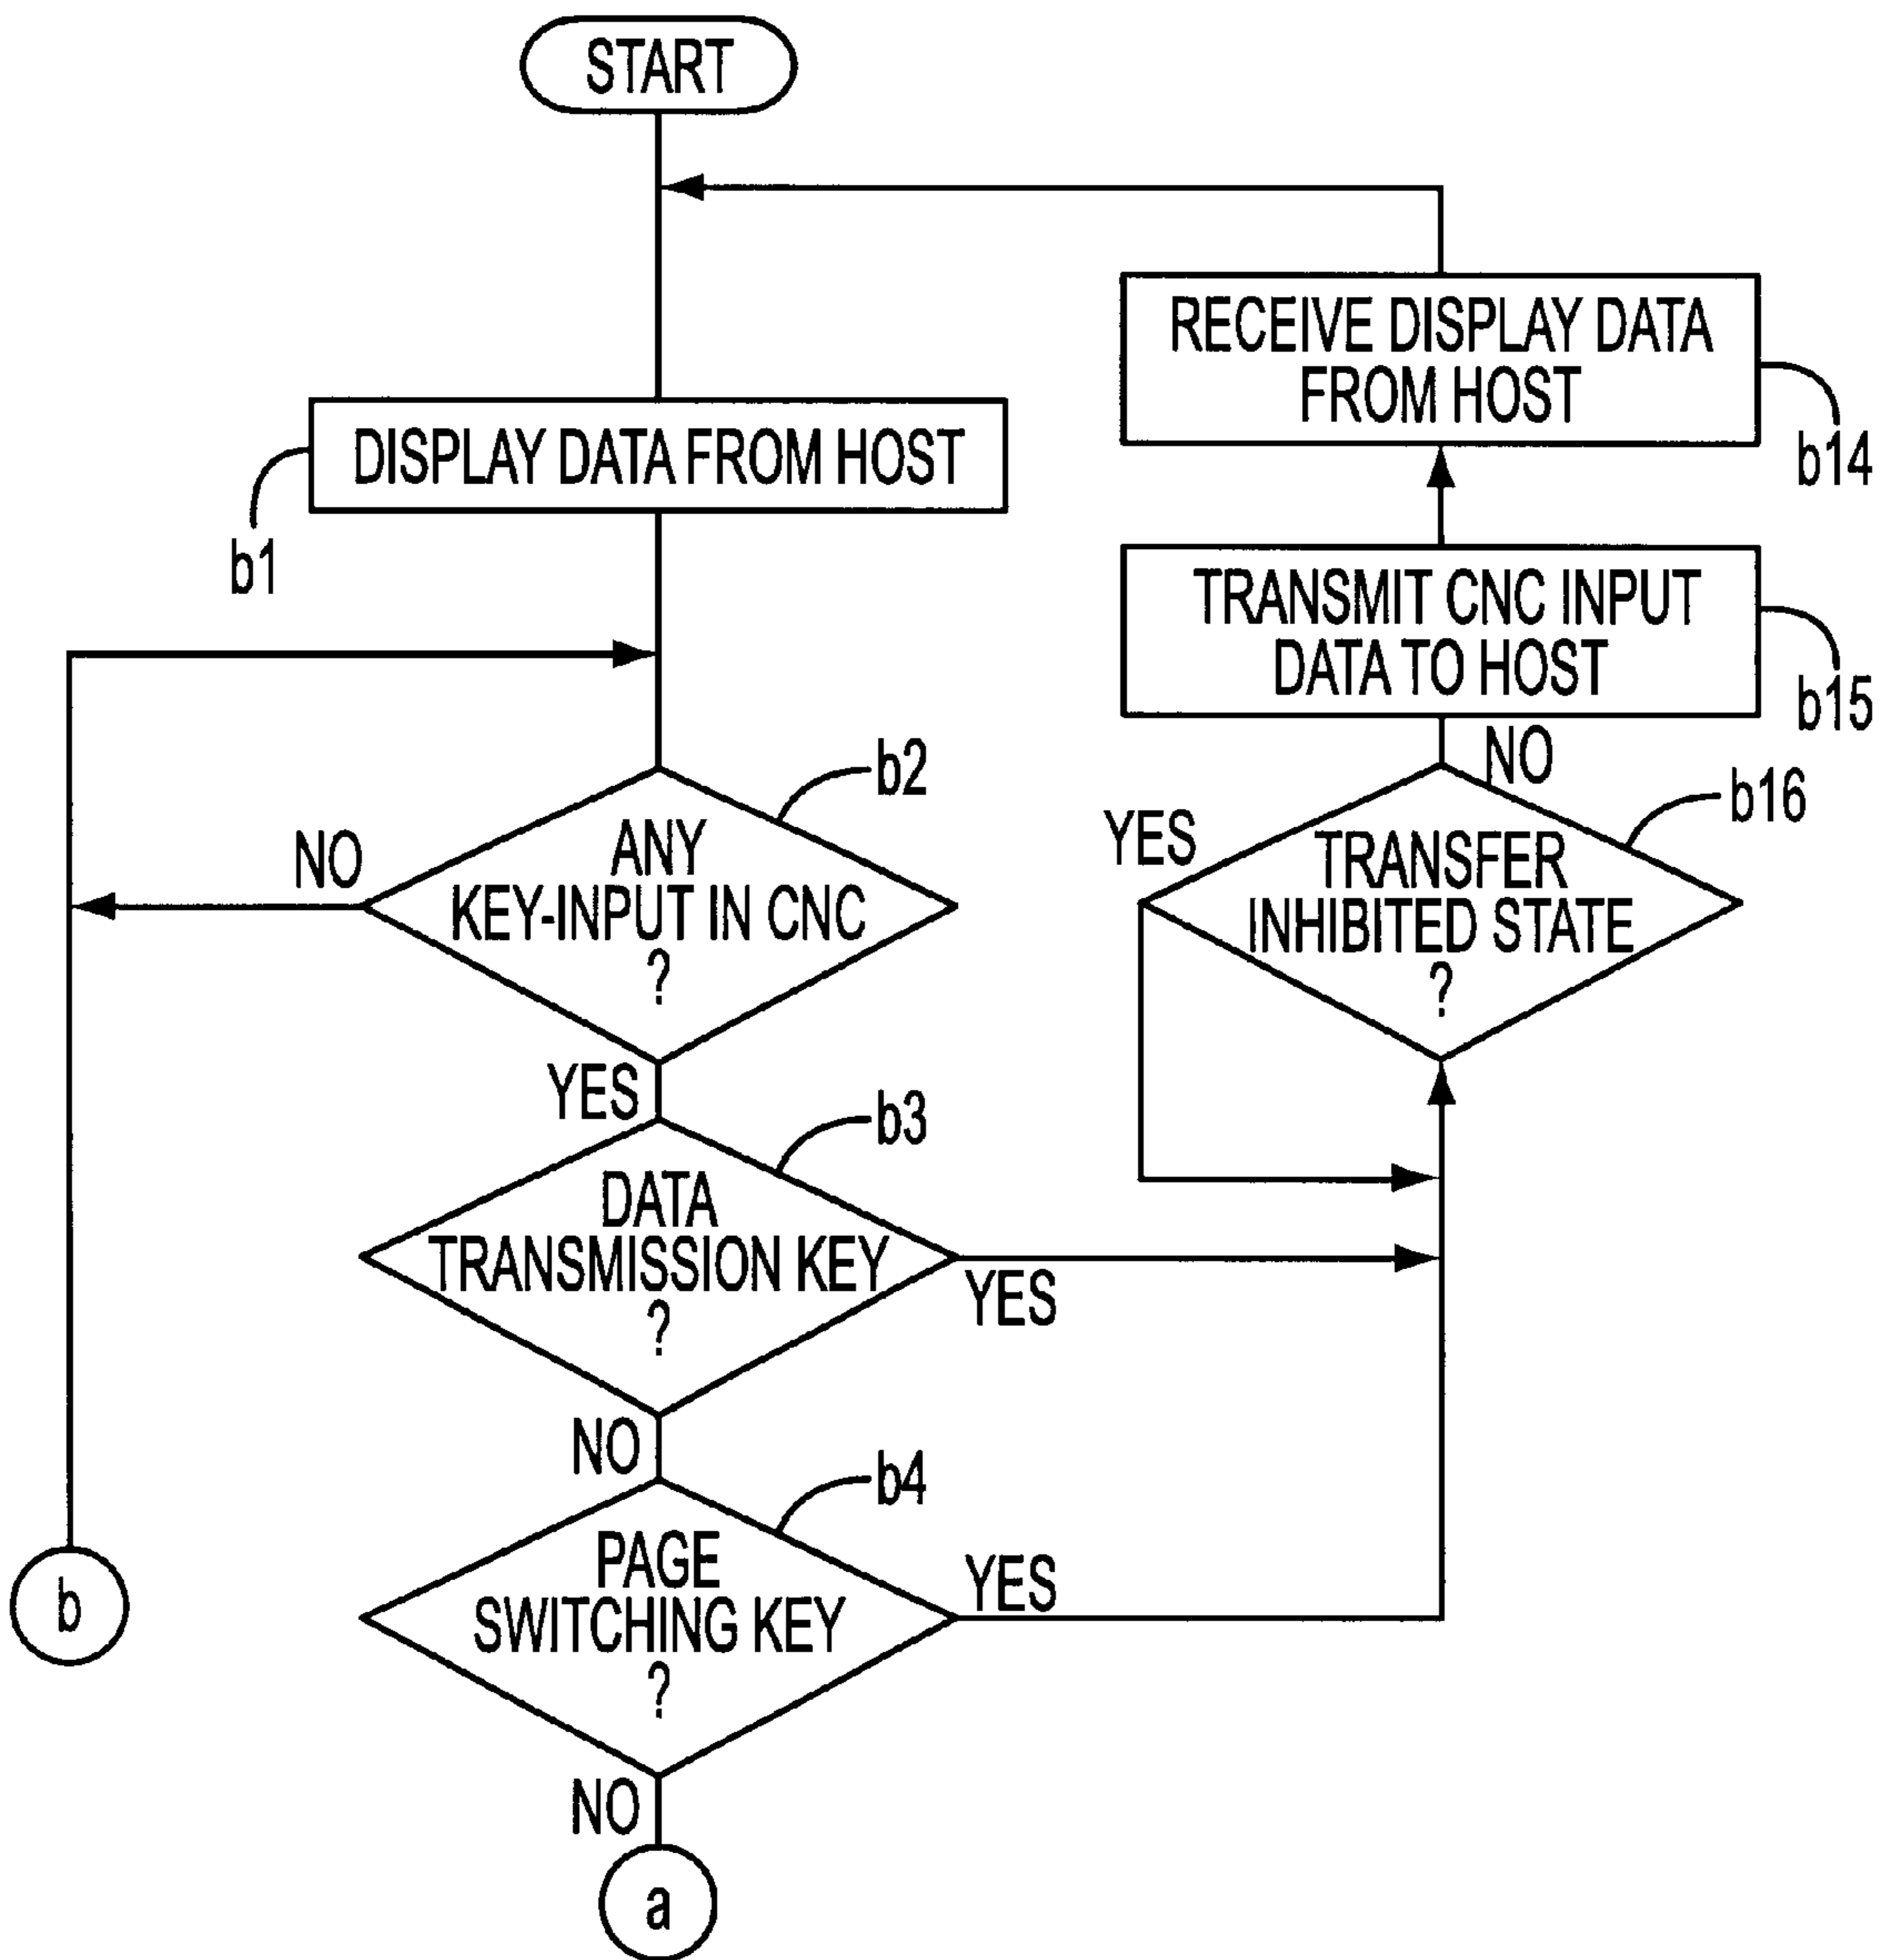 START
RECEIVE DISPLAY DATA
FROM HOST
b14
DISPLAY DATA FROM HOST
b1
TRANSMIT CNC INPUT
DATA TO HOST
b15
NO
b2
ANY
KEY-INPUT IN CNC
?
NO
YES
b16
TRANSFER
INHIBITED STATE
?
YES
YES
b3
DATA
TRANSMISSION KEY
?
YES
NO
b4
PAGE
SWITCHING KEY
?
YES
b
NO
a